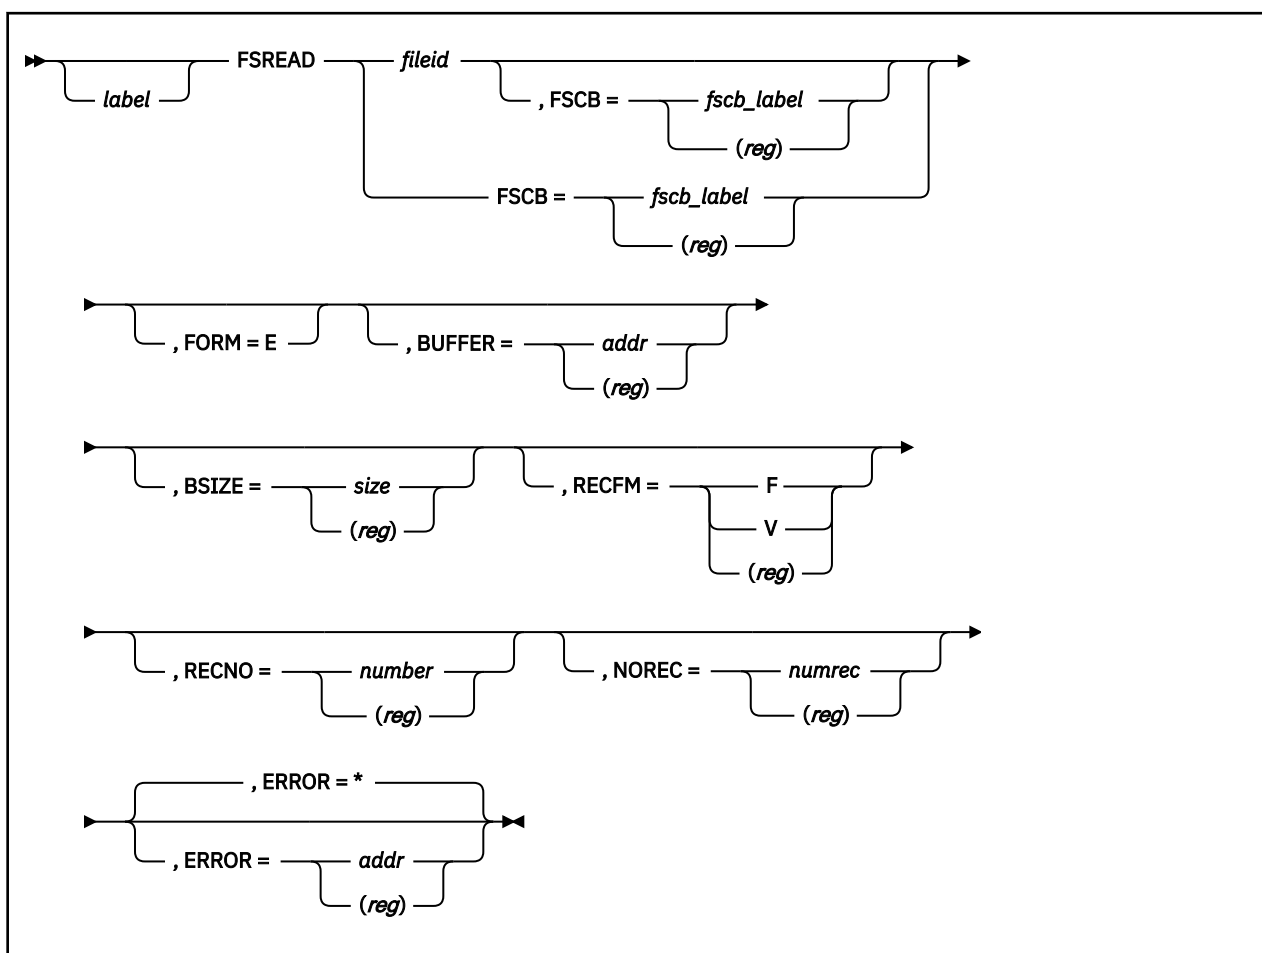 FSREAD fileid
label , FSCB = fscb_label
(reg)
FSCB = fscb_label
(reg)
, FORM = E , BUFFER = addr
(reg)
, BSIZE = size , RECFM = F
(reg) V
(reg)
, RECNO = number , NOREC = numrec
(reg) (reg)
, ERROR = *
, ERROR = addr
(reg)